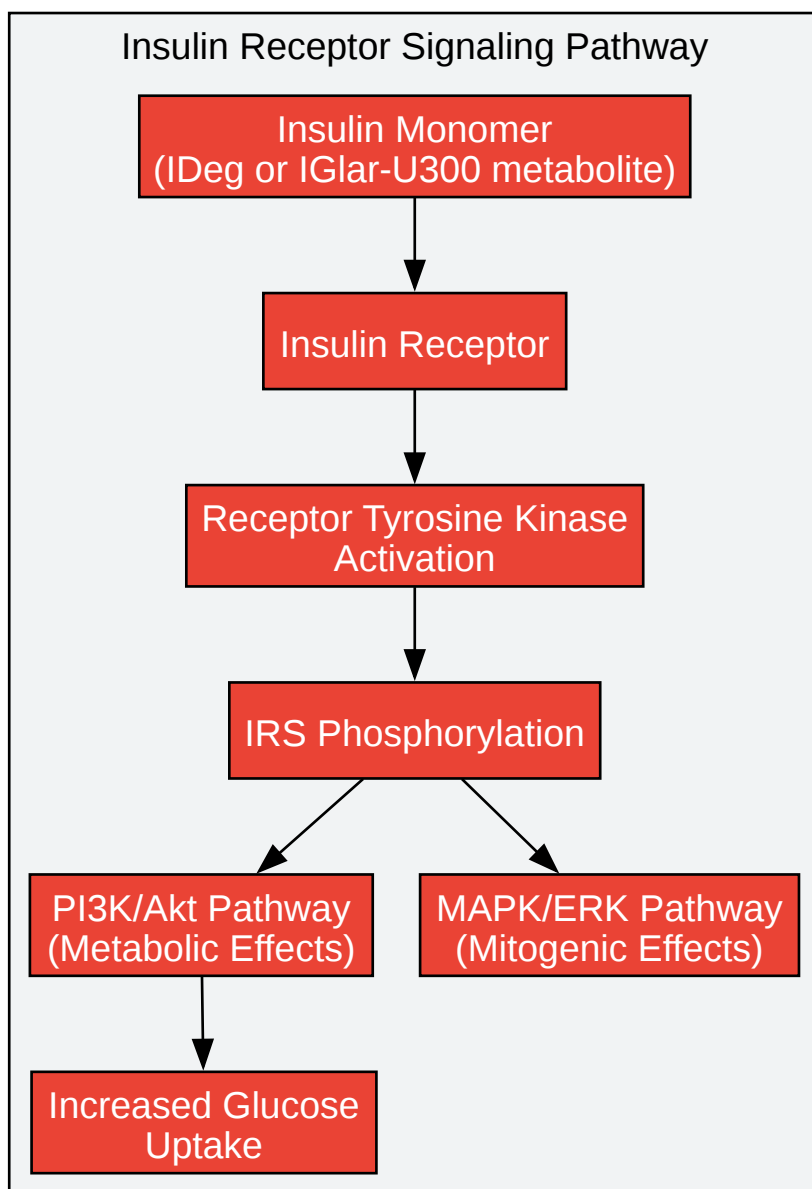 Insulin Receptor Signaling Pathway
Insulin Monomer
(IDeg or IGlar-U300 metabolite)
Insulin Receptor
Receptor Tyrosine Kinase
Activation
IRS Phosphorylation
PI3K/Akt Pathway
(Metabolic Effects)
MAPK/ERK Pathway
(Mitogenic Effects)
Increased Glucose
Uptake